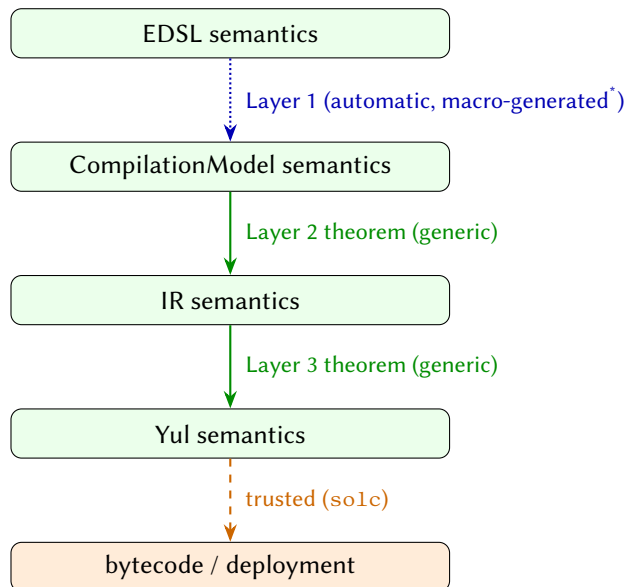 EDSL semantics
Layer 1 (automatic, macro-generated*)
CompilationModel semantics
Layer 2 theorem (generic)
IR semantics
Layer 3 theorem (generic)
Yul semantics
trusted (solc)
bytecode / deployment